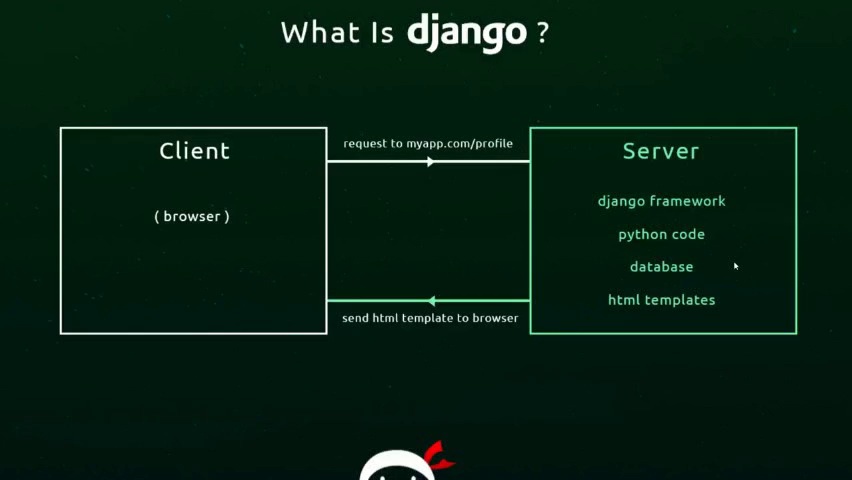 What Is django ?
Client
( browser )
request to myapp.com/profile
send html template to browser
Server
django framework
python code
database
html templates